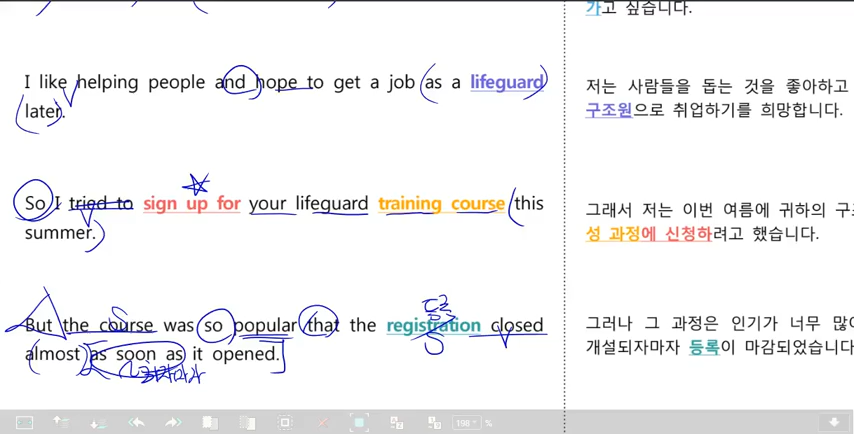 가고 싶습니다.
I like helping people and hope to get a job (as a lifeguard)
(later).
저는 사람들을 돕는 것을 좋아하고
구조원으로 취업하기를 희망합니다.
So I tried to sign up for your lifeguard training course (this
summer.)
그래서 저는 이번 여름에 귀하의 구조
성 과정에 신청하려고 했습니다.
But the course was so popular that the registration closed
(almost as soon as it opened.]
S
S
V
그러나 그 과정은 인기가 너무 많이
개설되자마자 등록이 마감되었습니다
198 %